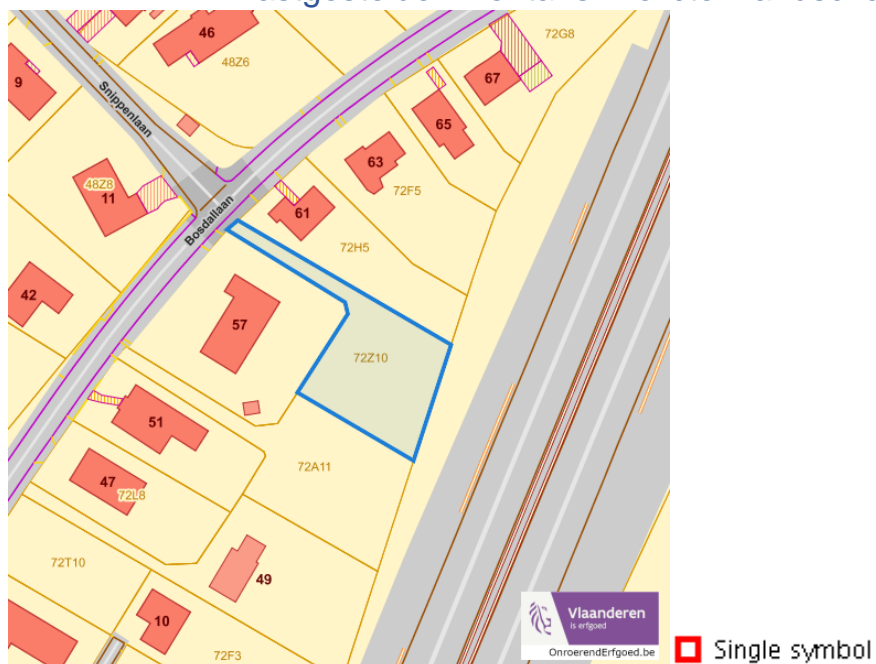 46
48Z6
72G8
9
67
Snippenlaan
65
63
48Z8
11
72F5
61
Bosdallaan
72H5
42
57
72Z10
51
72A11
47
72L8
72T10
49
10
72F3
Vlaanderen
is erfgoed
OnroerendErfgoed.be
Single symbol